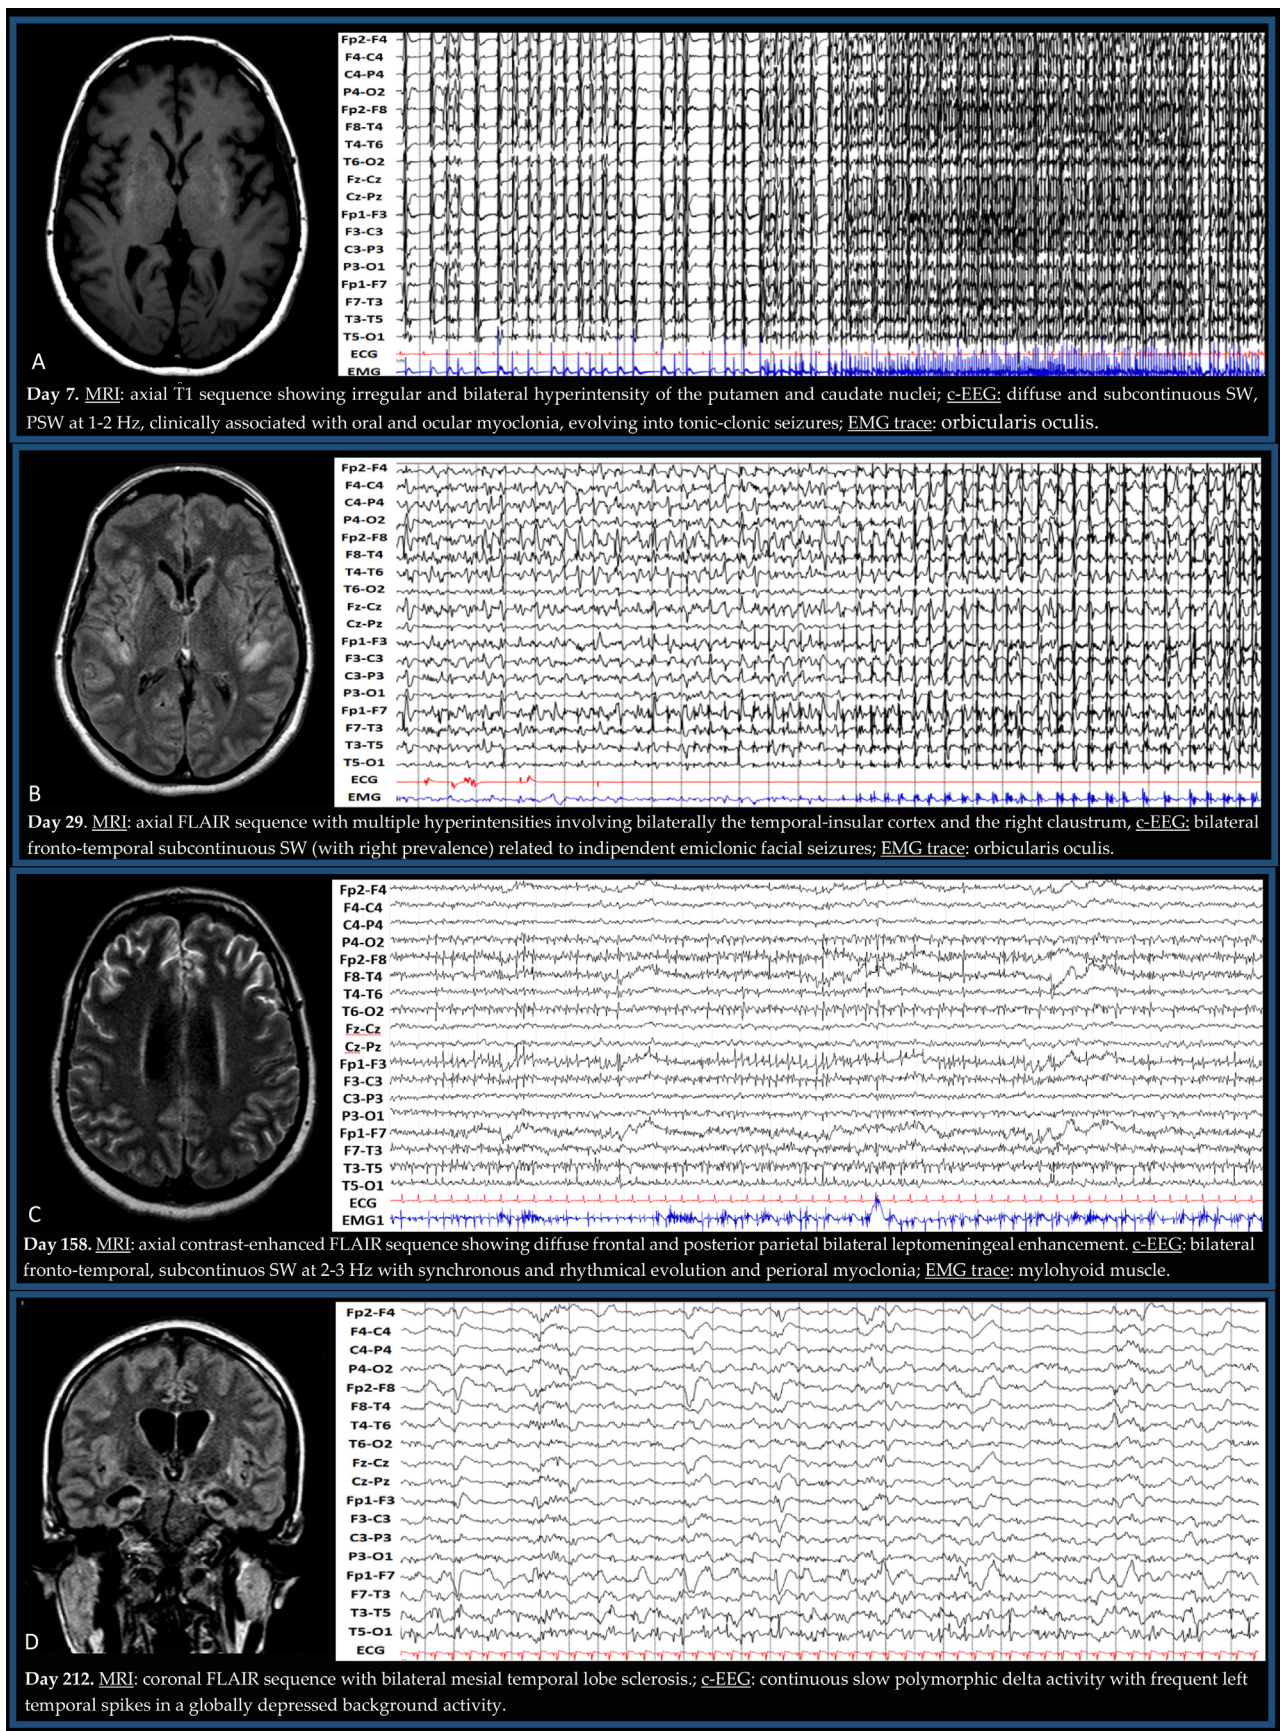 Fp2-F4
F4-C4
C4-P4
P4-O2
Fp2-F8
F8-T4
T4-T6
T6-O2
Fz-Cz
Cz-Pz
Fp1-F3
F3-C3
C3-P3
P3-O1
Fp1-F7
F7-T3
T3-T5
T5-O1
ECG
EMG
A
Day 7. MRI: axial T1 sequence showing irregular and bilateral hyperintensity of the putamen and caudate nuclei; c-EEG: diffuse and subcontinuous SW,
PSW at 1-2 Hz, clinically associated with oral and ocular myoclonia, evolving into tonic-clonic seizures; EMG trace: orbicularis oculis.
Fp2-F4
F4-C4
C4-P4
P4-O2
Fp2-F8
F8-T4
T4-T6
T6-O2
Fz-Cz
Cz-Pz
Fp1-F3
F3-C3
C3-P3
P3-O1
Fp1-F7
F7-T3
T3-T5
T5-O1
ECG
EMG
B
Day 29. MRI: axial FLAIR sequence with multiple hyperintensities involving bilaterally the temporal-insular cortex and the right claustrum, c-EEG: bilateral
fronto-temporal subcontinuous SW (with right prevalence) related to indipendent emiclonic facial seizures; EMG trace: orbicularis oculis.
Fp2-F4
F4-C4
C4-P4
P4-O2
Fp2-F8
F8-T4
T4-T6
T6-O2
Fz-Cz
Cz-Pz
Fp1-F3
F3-C3
C3-P3
P3-O1
Fp1-F7
F7-T3
T3-T5
T5-O1
ECG
EMG1
C
Day 158. MRI: axial contrast-enhanced FLAIR sequence showing diffuse frontal and posterior parietal bilateral leptomeningeal enhancement. c-EEG: bilateral
fronto-temporal, subcontinuos SW at 2-3 Hz with synchronous and rhythmical evolution and perioral myoclonia; EMG trace: mylohyoid muscle.
Fp2-F4
F4-C4
C4-P4
P4-O2
Fp2-F8
F8-T4
T4-T6
T6-O2
Fz-Cz
Cz-Pz
Fp1-F3
F3-C3
C3-P3
P3-O1
Fp1-F7
F7-T3
T3-T5
T5-O1
ECG
D
Day 212. MRI: coronal FLAIR sequence with bilateral mesial temporal lobe sclerosis.; c-EEG: continuous slow polymorphic delta activity with frequent left
temporal spikes in a globally depressed background activity.